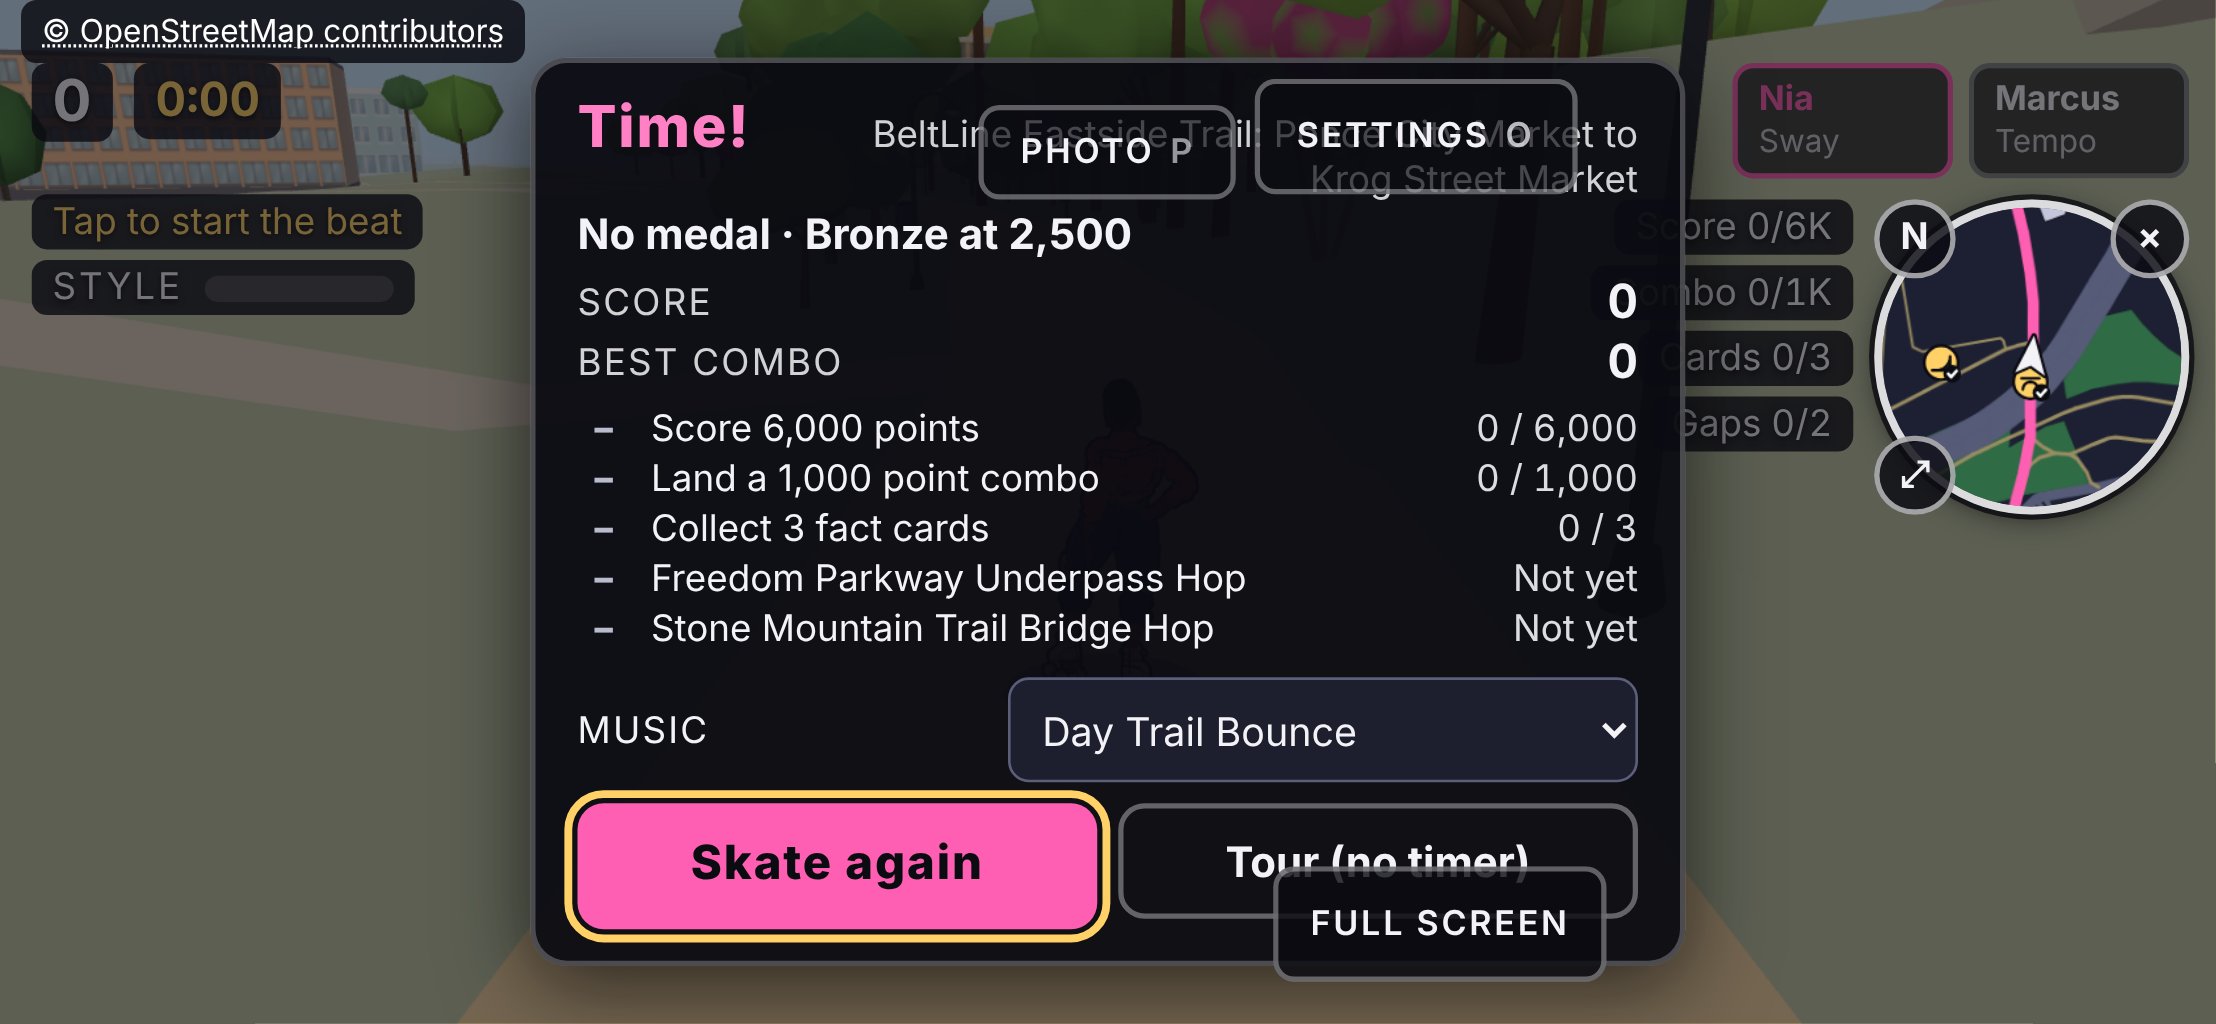 © OpenStreetMap contributors
0 0:00
Tap to start the beat
STYLE
Time!
BeltLine Eastside Trail: Ponce City Market to
Krog Street Market
PHOTO P
SETTINGS O
No medal · Bronze at 2,500
SCORE 0
BEST COMBO 0
– Score 6,000 points 0 / 6,000
– Land a 1,000 point combo 0 / 1,000
– Collect 3 fact cards 0 / 3
– Freedom Parkway Underpass Hop Not yet
– Stone Mountain Trail Bridge Hop Not yet
MUSIC Day Trail Bounce
Skate again
Tour (no timer)
FULL SCREEN
Nia
Sway
Marcus
Tempo
Score 0/6K
Combo 0/1K
Cards 0/3
Gaps 0/2
N
×